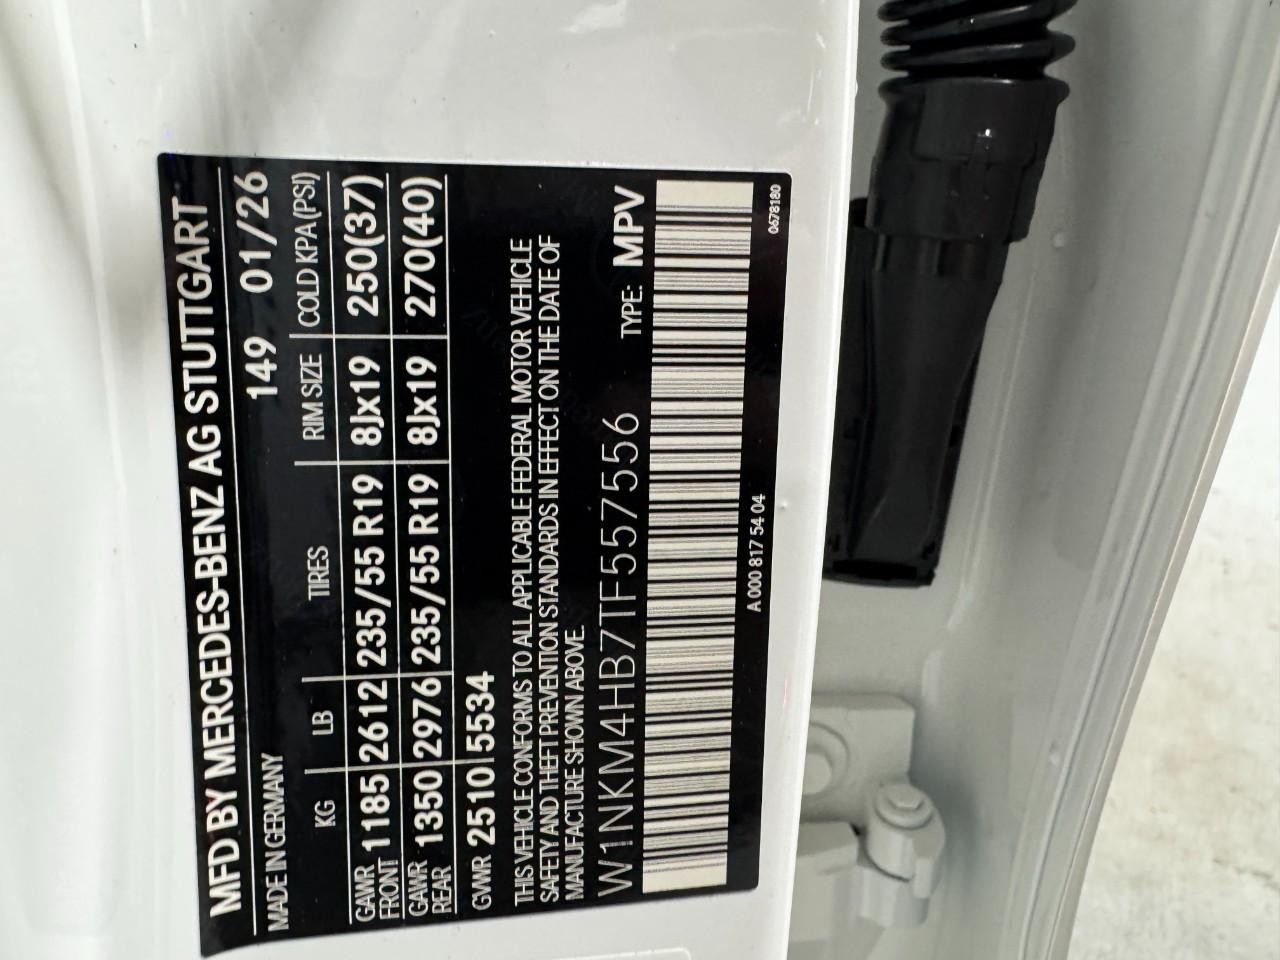 MFD BY MERCEDES-BENZ AG STUTTGART
MADE IN GERMANY 149 01/26
KG LB TIRES RIM SIZE COLD KPA(PSI)
GAWR FRONT 1185 2612 235/55 R19 8Jx19 250(37)
GAWR REAR 1350 2976 235/55 R19 8Jx19 270(40)
GVWR 2510 5534
THIS VEHICLE CONFORMS TO ALL APPLICABLE FEDERAL MOTOR VEHICLE
SAFETY AND THEFT PREVENTION STANDARDS IN EFFECT ON THE DATE OF
MANUFACTURE SHOWN ABOVE.
W1NKM4HB7TF557556 TYPE: MPV
A 000 817 54 04
0678180